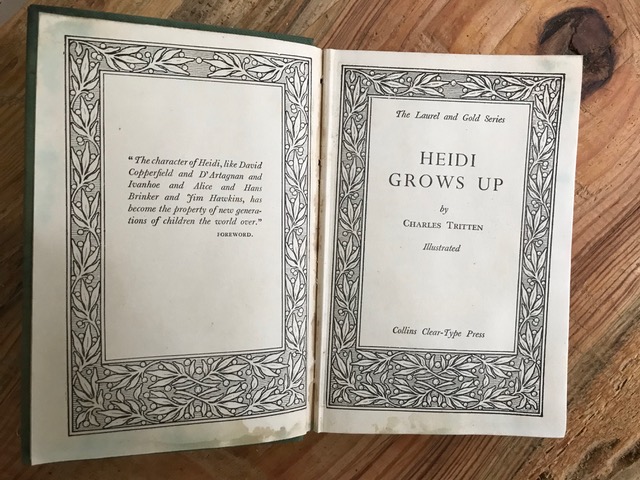 “The character of Heidi, like David
Copperfield and D'Artagnan and
Ivanhoe and Alice and Hans
Brinker and Jim Hawkins, has
become the property of new genera-
tions of children the world over.”
FOREWORD.
The Laurel and Gold Series
HEIDI
GROWS UP
by
CHARLES TRITTEN
Illustrated
Collins Clear-Type Press